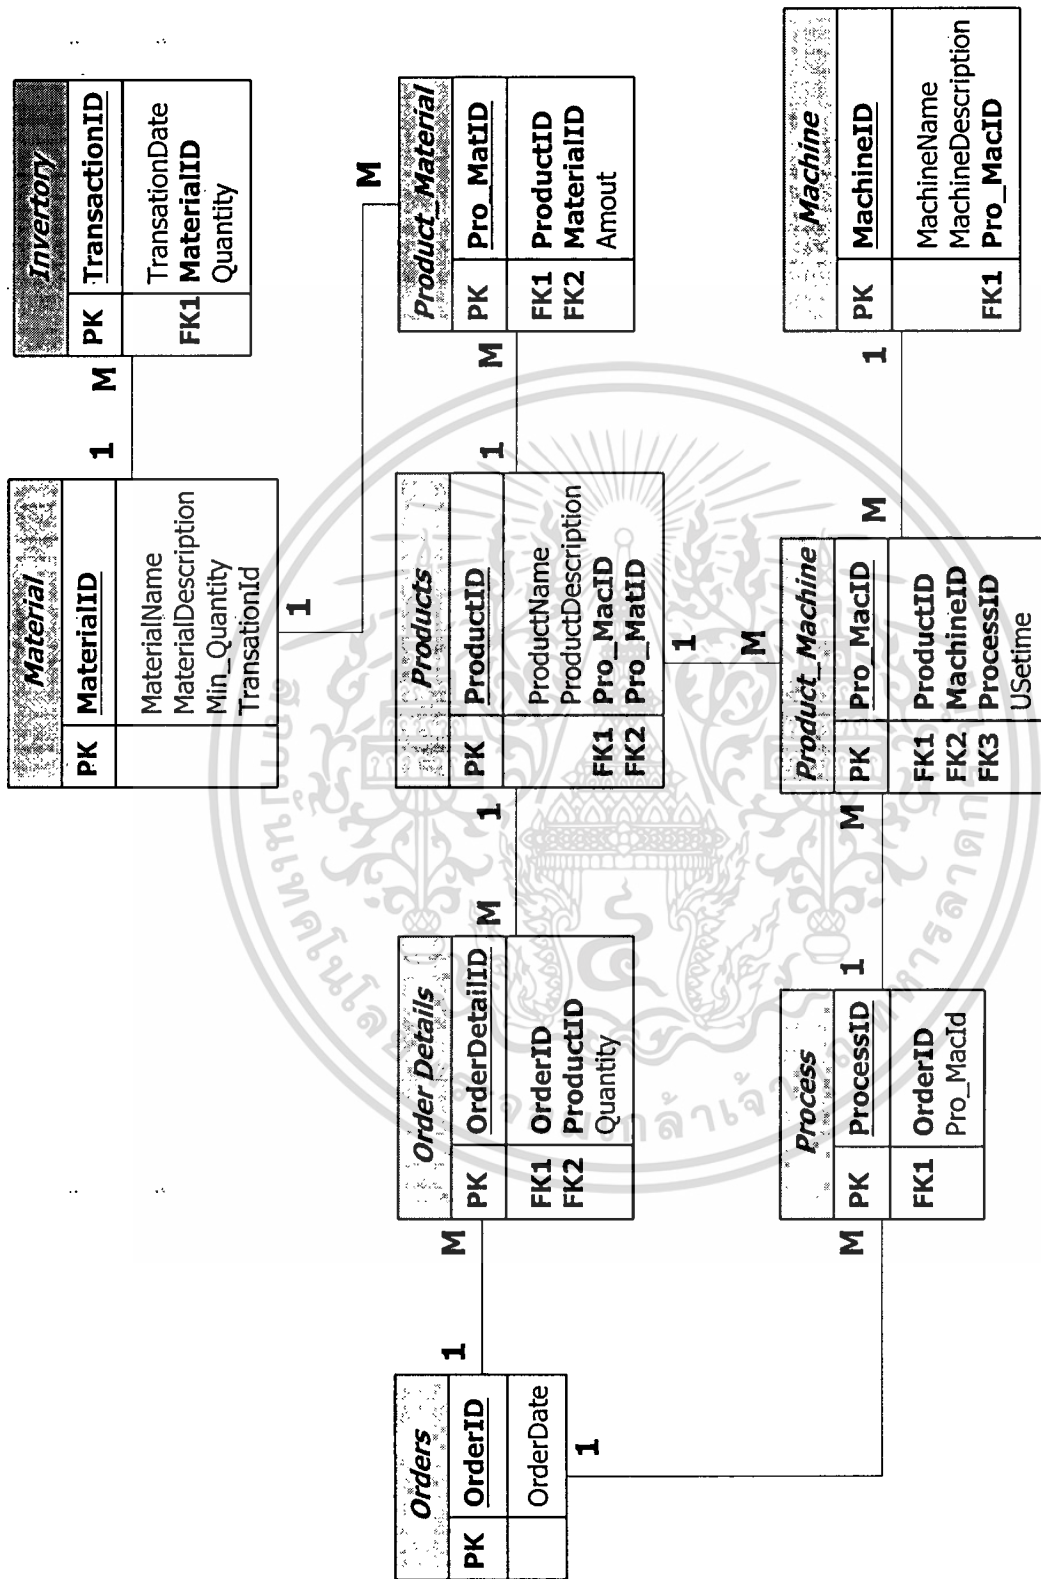 Orders
PK OrderID
OrderDate
1
1
M
M
Order Details
PK OrderDetailID
FK1 OrderID
FK2 ProductID
Quantity
M
1
Process
PK ProcessID
FK1 OrderID
Pro_MacId
1
M
Material
PK MaterialID
MaterialName
MaterialDescription
Min_Quantity
TransationId
1
M
1
M
Invertory
PK TransactionID
TransationDate
FK1 MaterialID
Quantity
Products
PK ProductID
ProductName
ProductDescription
FK1 Pro_MacID
FK2 Pro_MatID
1
M
1
M
Product_Material
PK Pro_MatID
FK1 ProductID
FK2 MaterialID
Amout
Product_Machine
PK Pro_MacID
FK1 ProductID
FK2 MachineID
FK3 ProcessID
USetime
M
1
Machine
PK MachineID
MachineName
MachineDescription
FK1 Pro_MacID